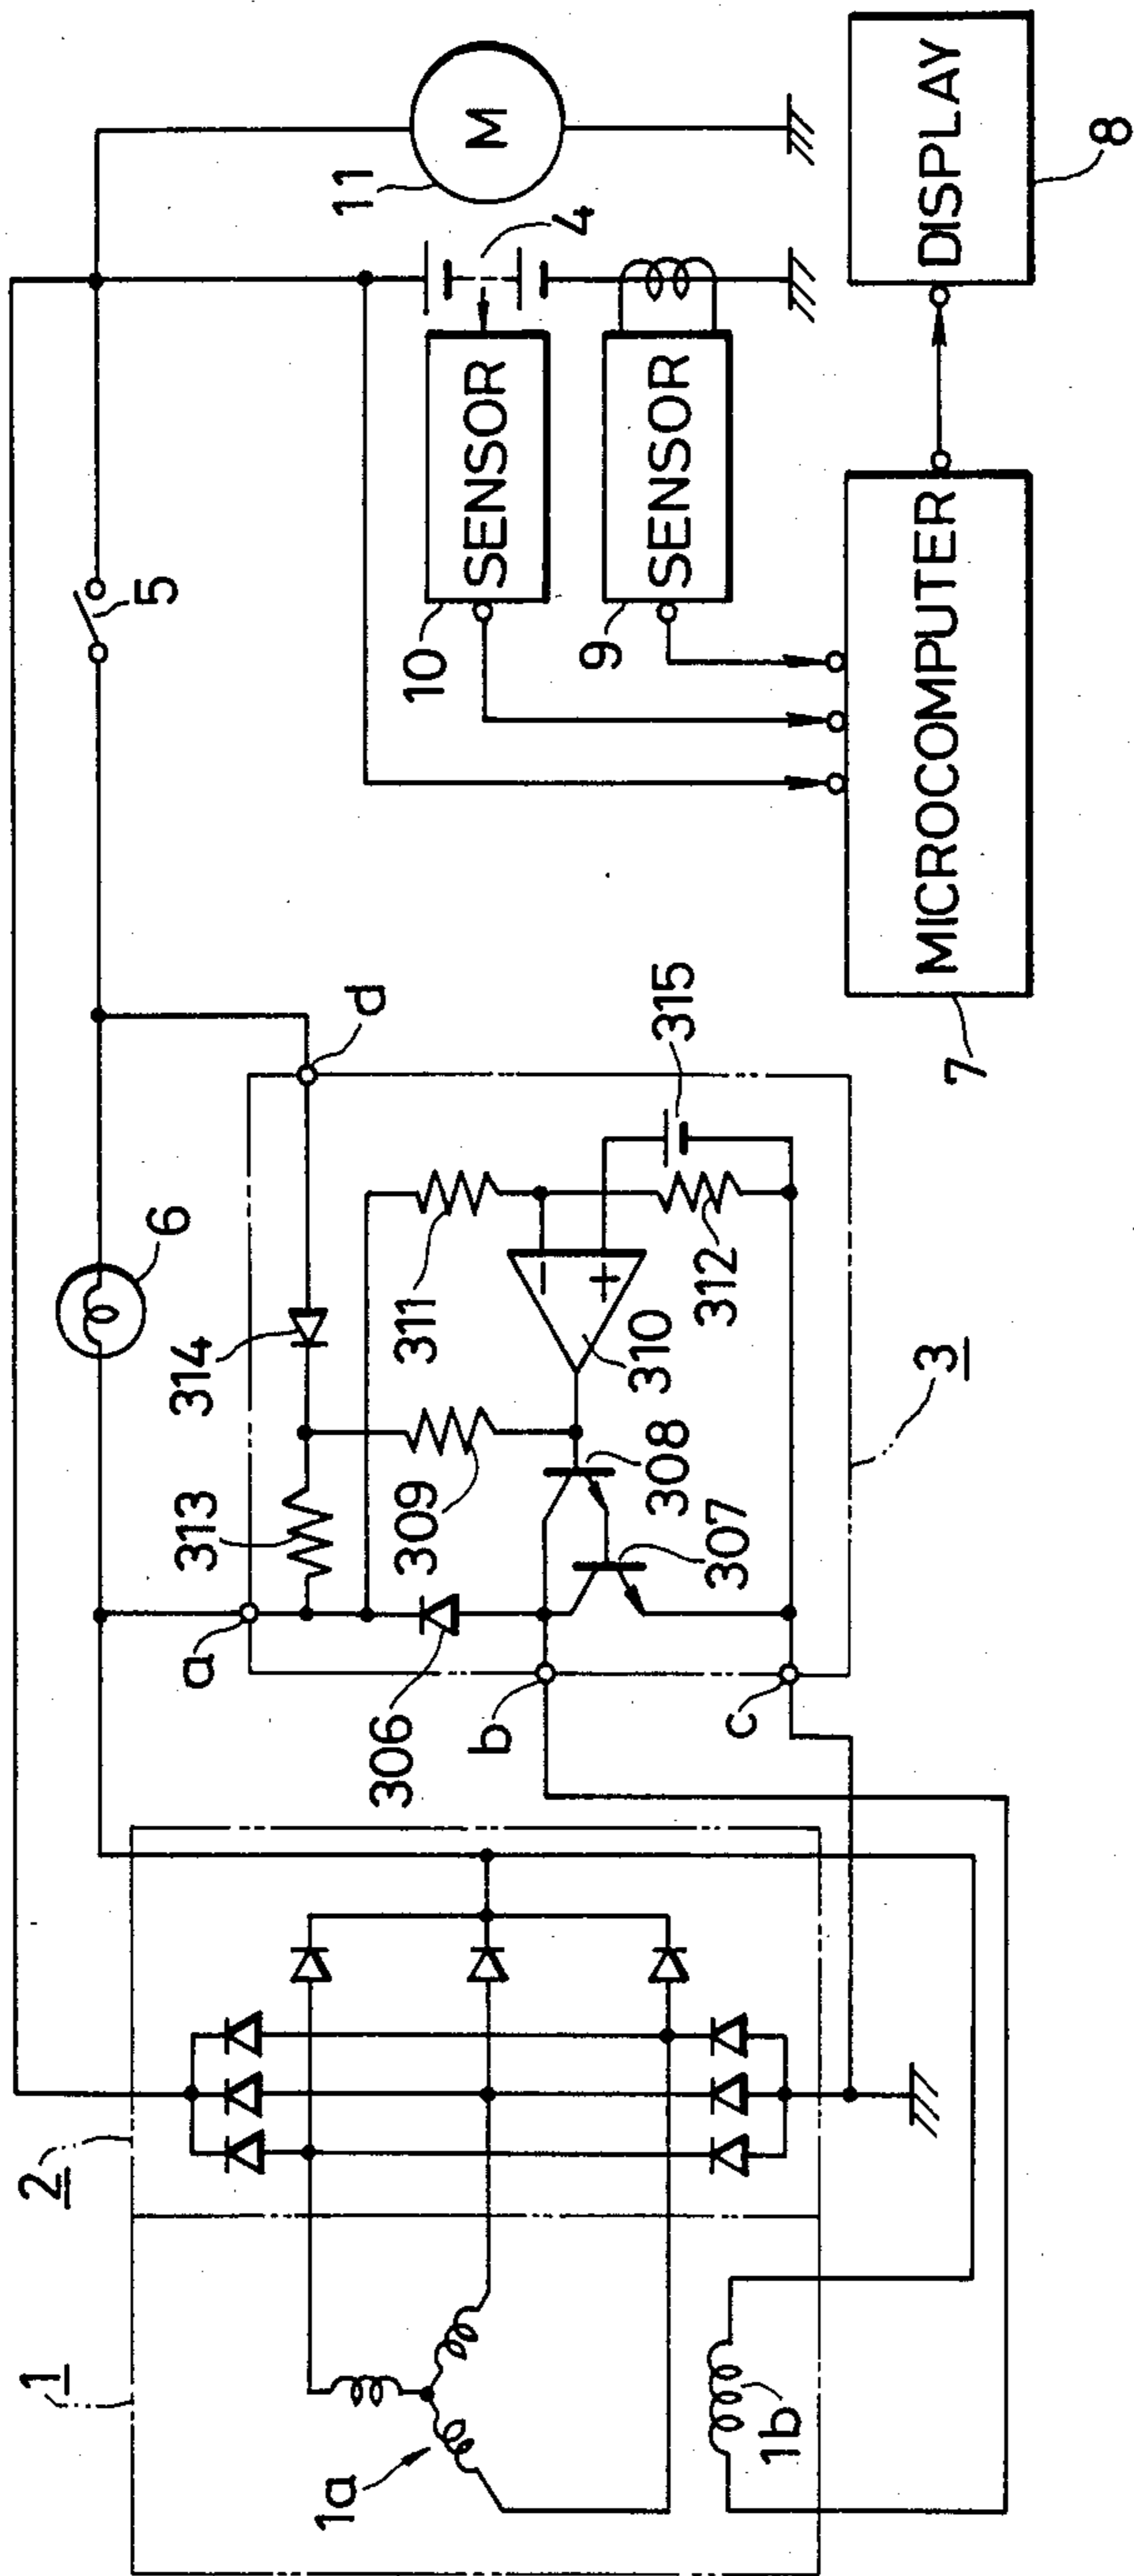 1
2
1a
1b
a
b
c
d
306
313
314
309
311
310
308
307
312
315
3
6
5
10
SENSOR
9
SENSOR
4
11
M
7
MICROCOMPUTER
DISPLAY
8
−
+